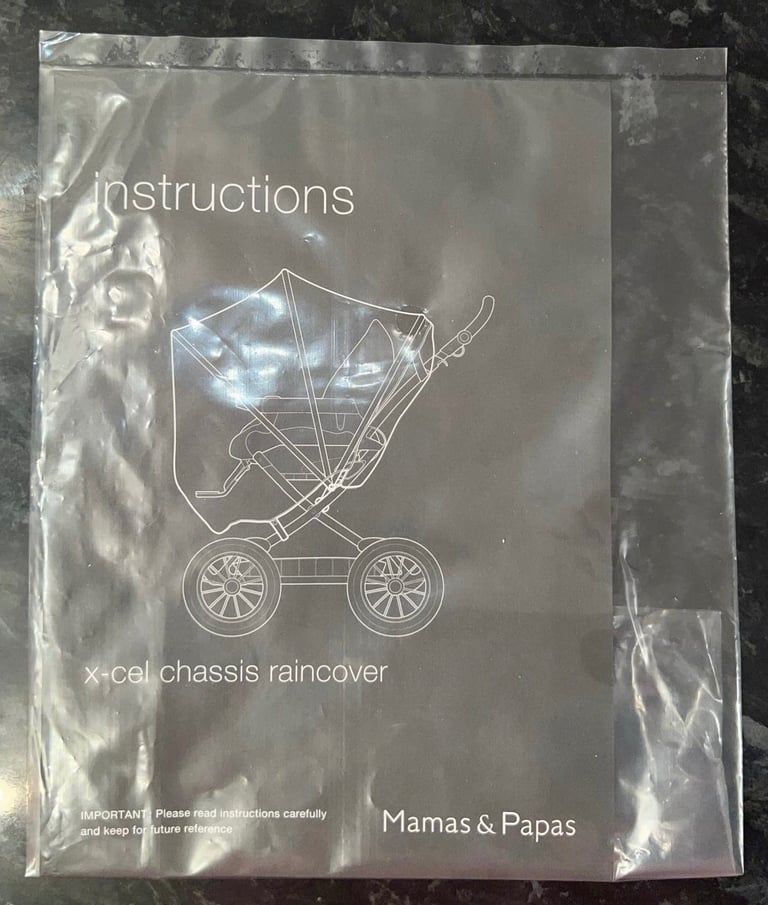 instructions
x-cel chassis raincover
IMPORTANT: Please read instructions carefully
and keep for future reference
Mamas & Papas